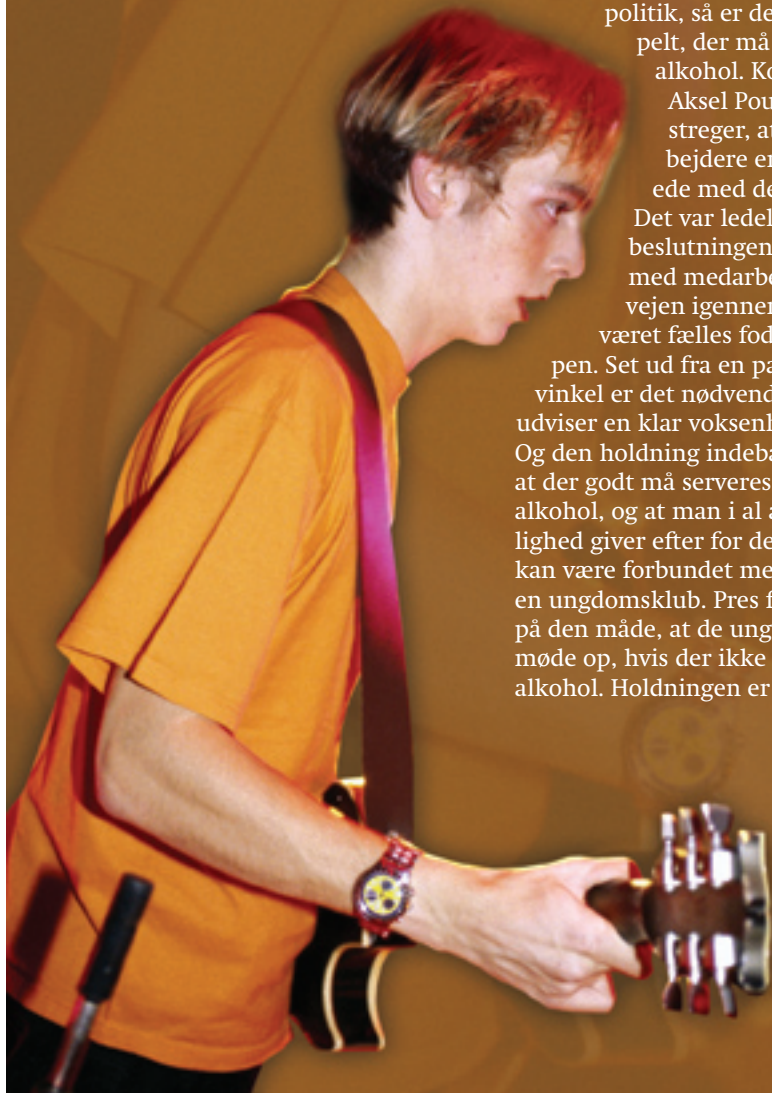 politik, så er de
pelt, der må
alkohol. Ko
Aksel Pou
streger, at
bejdere er
ede med de
Det var ledel
beslutningen
med medarbe
vejen igenner
været fælles fod
pen. Set ud fra en pa
vinkel er det nødvend
udviser en klar voksenh
Og den holdning indeba
at der godt må serveres
alkohol, og at man i al a
lighed giver efter for de
kan være forbundet me
en ungdomsklub. Pres f
på den måde, at de ung
møde op, hvis der ikke
alkohol. Holdningen er